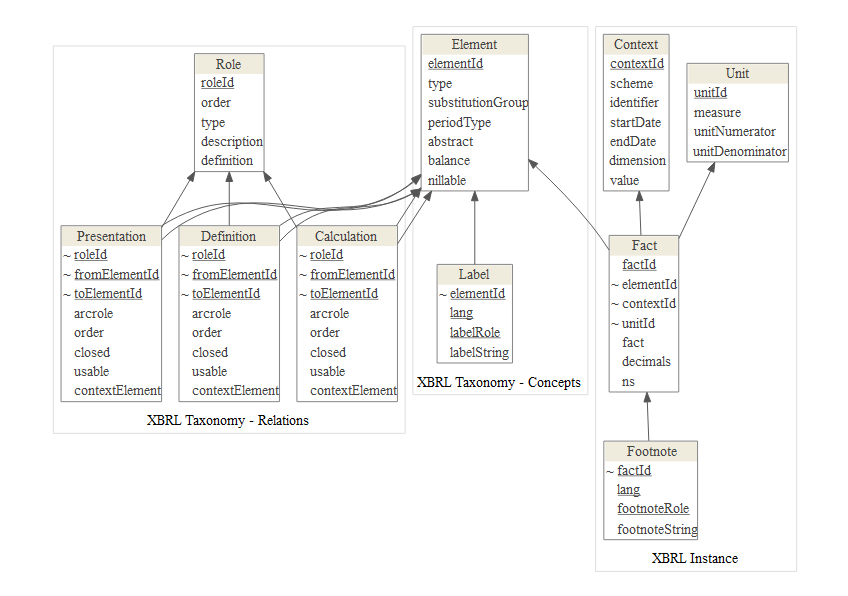 Role
roleId
order
type
description
definition
Presentation
~ roleId
~ fromElementId
~ toElementId
arcrole
order
closed
usable
contextElement
Definition
~ roleId
~ fromElementId
~ toElementId
arcrole
order
closed
usable
contextElement
Calculation
~ roleId
~ fromElementId
~ toElementId
arcrole
order
closed
usable
contextElement
XBRL Taxonomy - Relations
Element
elementId
type
substitutionGroup
periodType
abstract
balance
nillable
Label
~ elementId
lang
labelRole
labelString
XBRL Taxonomy - Concepts
Context
contextId
scheme
identifier
startDate
endDate
dimension
value
Unit
unitId
measure
unitNumerator
unitDenominator
Fact
factId
~ elementId
~ contextId
~ unitId
fact
decimals
ns
Footnote
~ factId
lang
footnoteRole
footnoteString
XBRL Instance